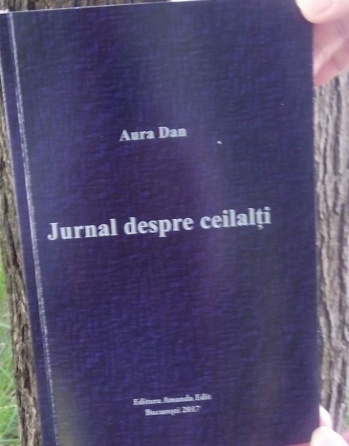 Aura Dan
Jurnal despre ceilalți
Editura Amanda Edit
București 2017